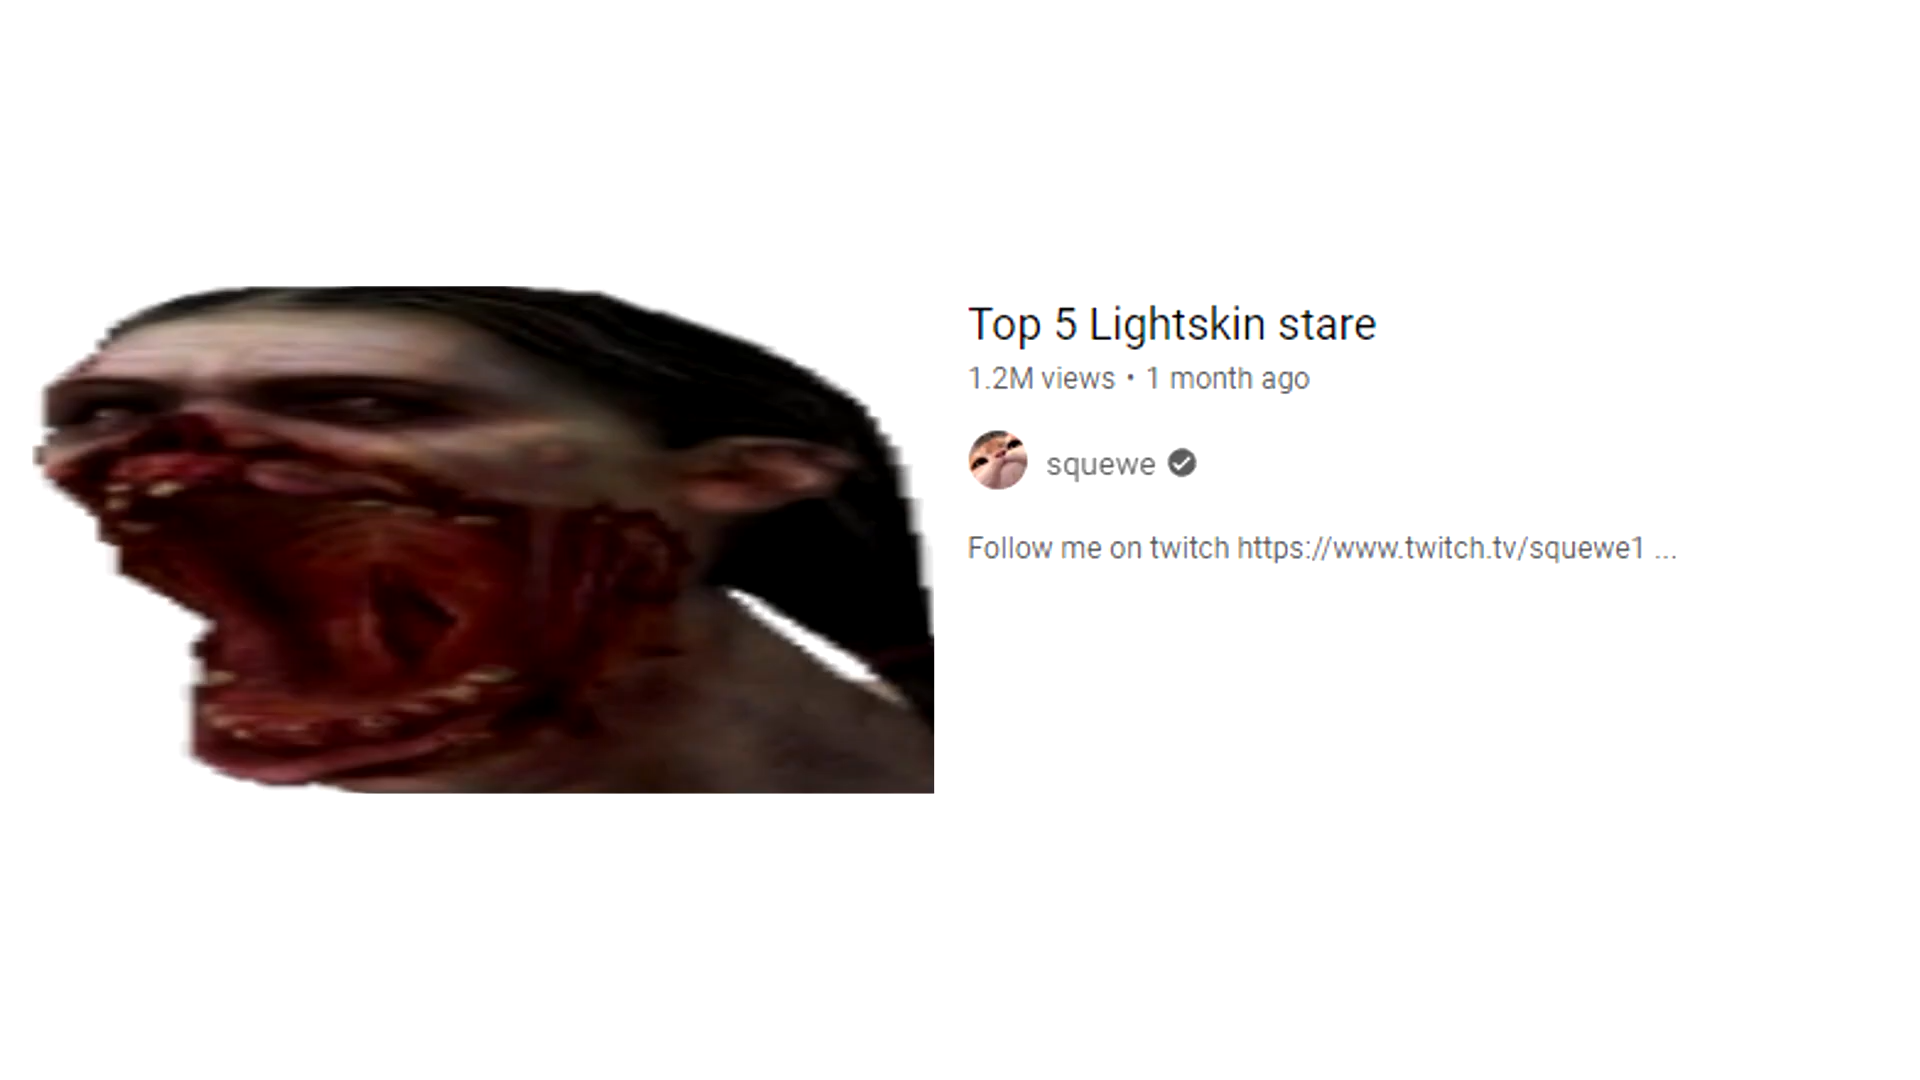 Top 5 Lightskin stare
1.2M views • 1 month ago
squewe
Follow me on twitch https://www.twitch.tv/squewe1 ...